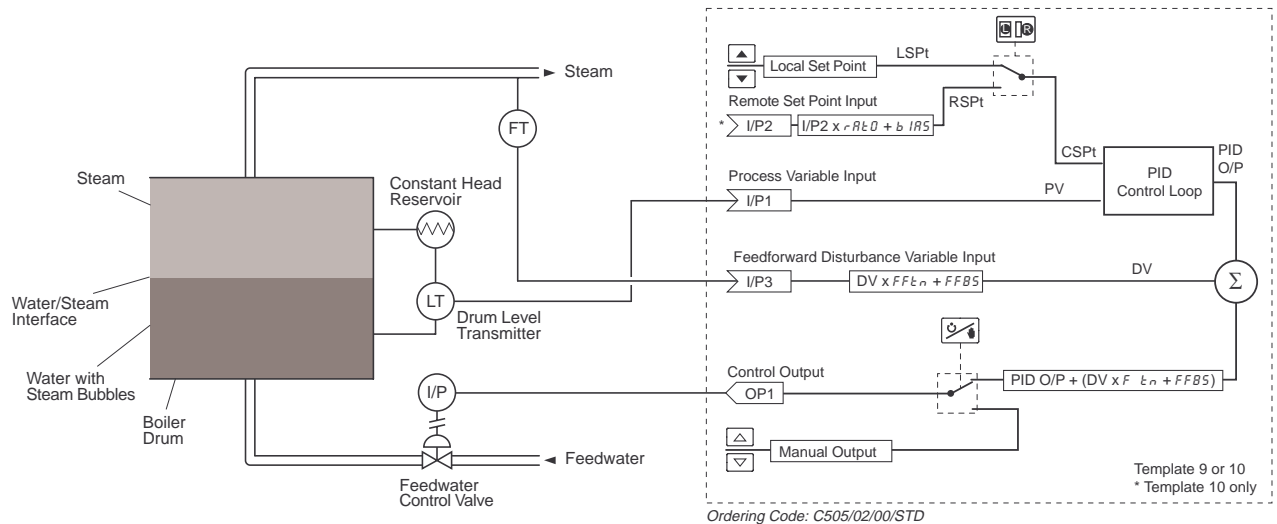 Steam
FT
Steam
Constant Head
Reservoir
LT
Drum Level
Transmitter
Water/Steam
Interface
Water with
Steam Bubbles
Boiler
Drum
I/P
Feedwater
Feedwater
Control Valve
L R
LSPt
Local Set Point
Remote Set Point Input
RSPt
* I/P2
I/P2 x rAtO + bIAS
CSPt
PID
O/P
PID
Control Loop
Process Variable Input
PV
I/P1
Feedforward Disturbance Variable Input
DV
I/P3
DV x FFtn + FFBS
Σ
Control Output
OP1
PID O/P + (DV x F tn + FFBS)
Manual Output
Template 9 or 10
* Template 10 only
Ordering Code: C505/02/00/STD